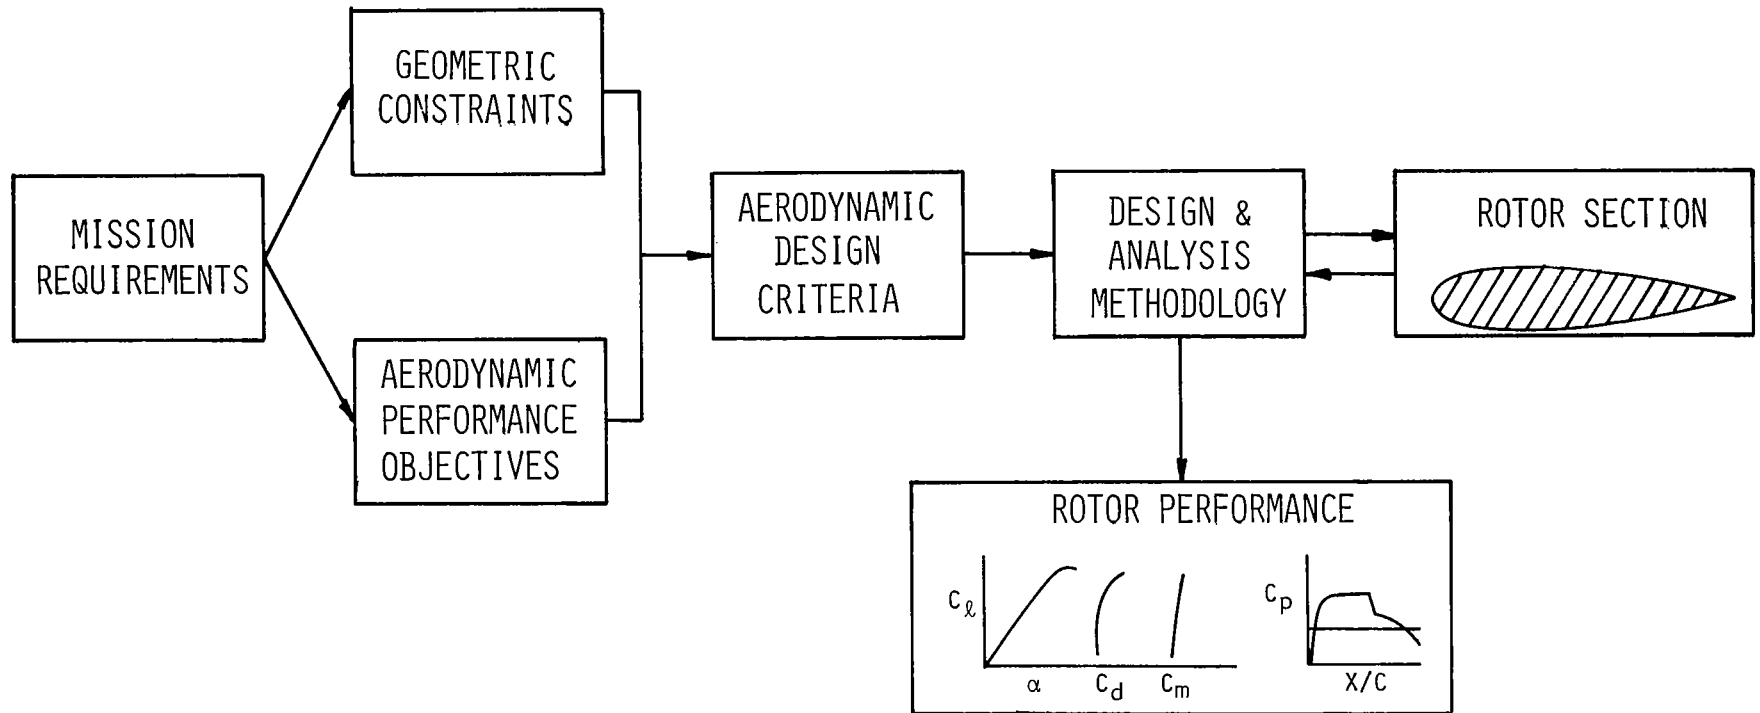 GEOMETRIC
CONSTRAINTS
MISSION
REQUIREMENTS
AERODYNAMIC
PERFORMANCE
OBJECTIVES
AERODYNAMIC
DESIGN
CRITERIA
DESIGN &
ANALYSIS
METHODOLOGY
ROTOR SECTION
ROTOR PERFORMANCE
Cℓ
α
Cd
Cm
Cp
X/C